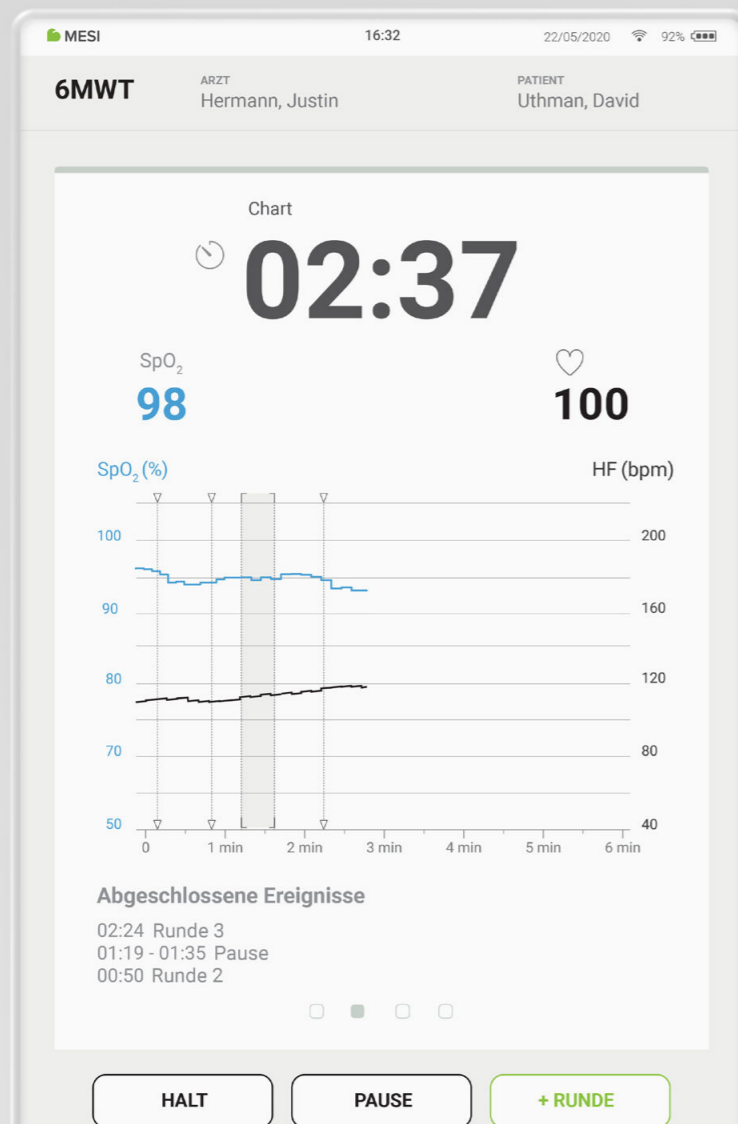 MESI 16:32 22/05/2020 92%
6MWT
ARZT PATIENT
Hermann, Justin Uthman, David
Chart
02:37
SpO₂
98 100
SpO₂ (%) HF (bpm)
100 200
90 160
80 120
70 80
50 40
0 1 min 2 min 3 min 4 min 5 min 6 min
Abgeschlossene Ereignisse
02:24 Runde 3
01:19 - 01:35 Pause
00:50 Runde 2
HALT PAUSE + RUNDE